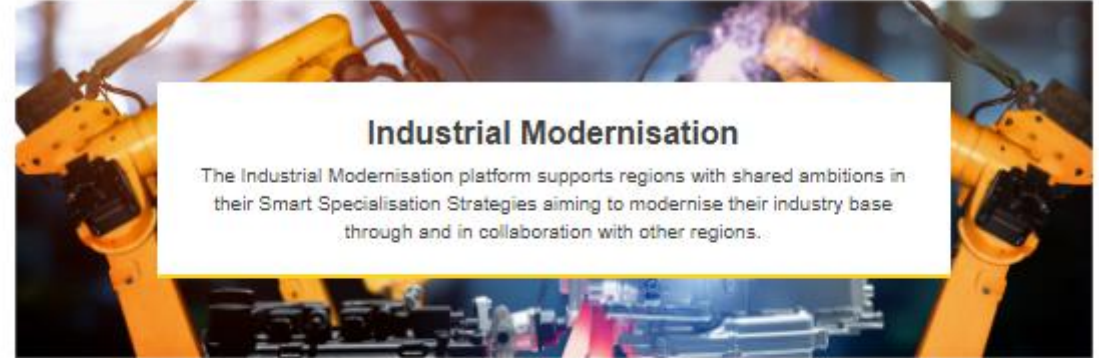 Industrial Modernisation
The Industrial Modernisation platform supports regions with shared ambitions in
their Smart Specialisation Strategies aiming to modernise their industry base
through and in collaboration with other regions.